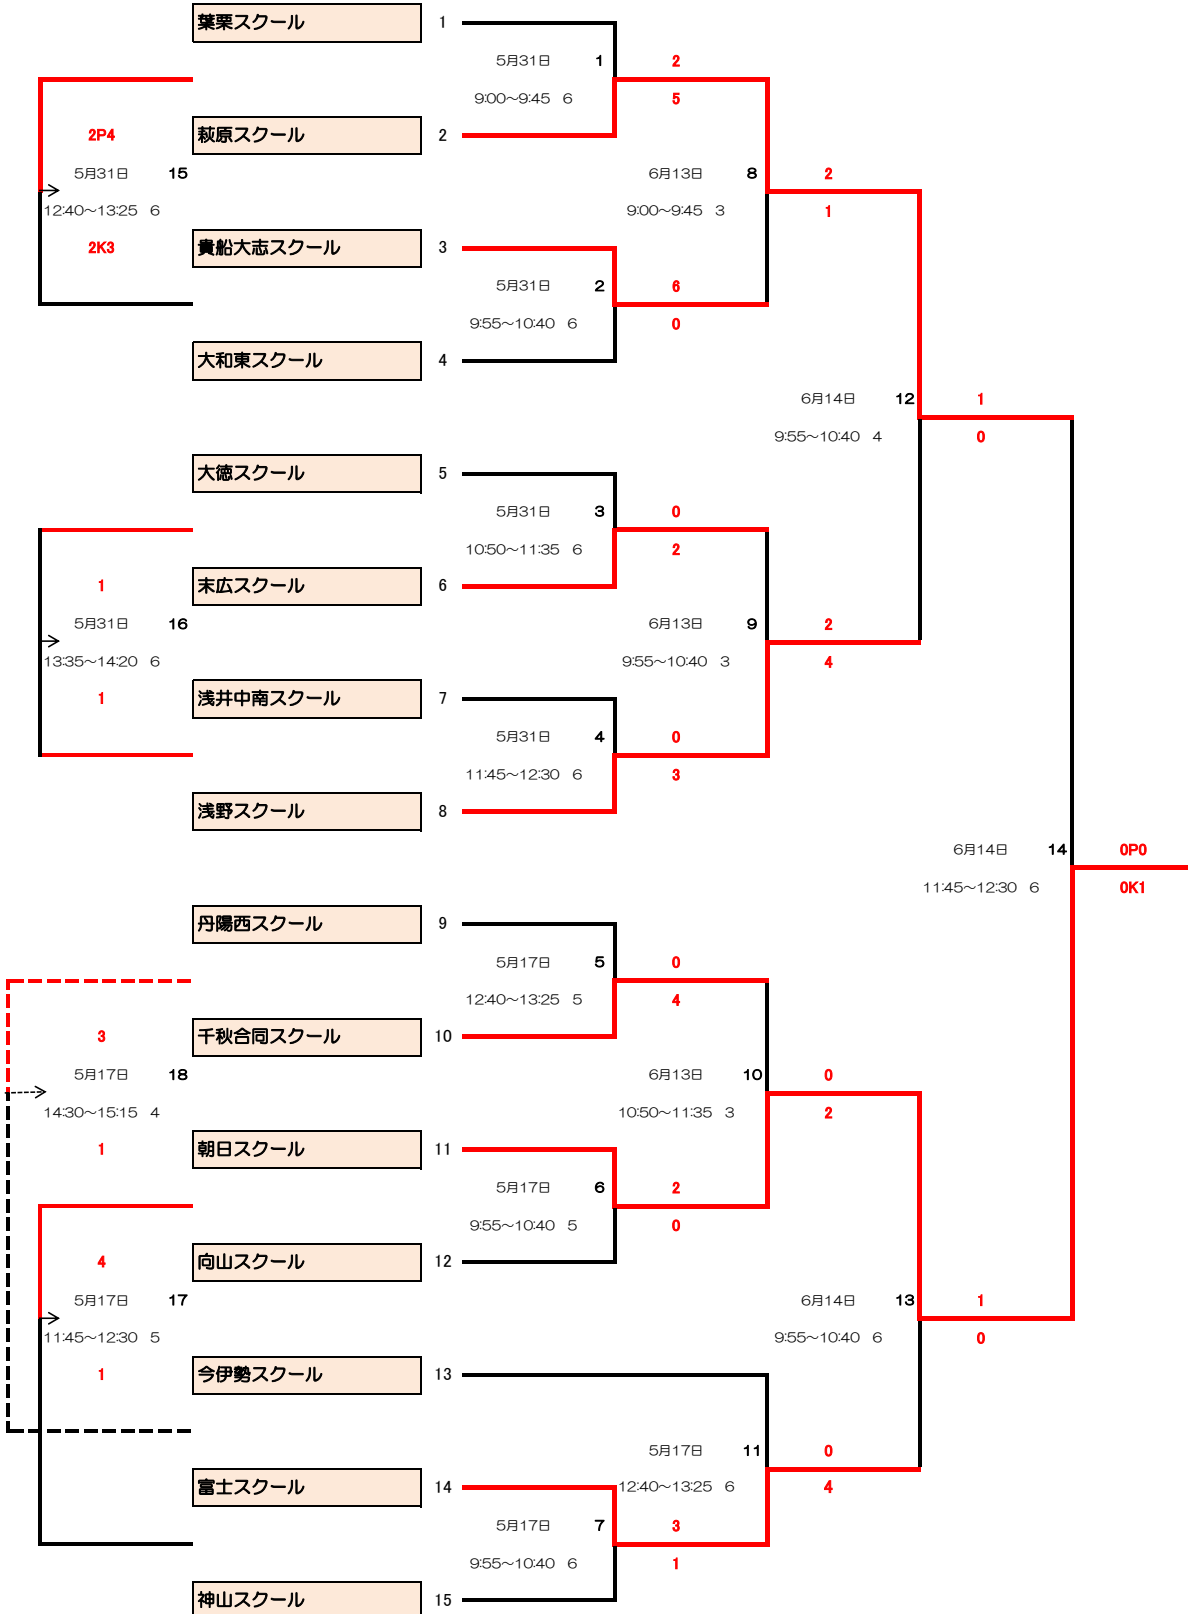 葉栗スクール 1
5月31日 1 2
9:00～9:45 6 5
2P4 萩原スクール 2
5月31日 15 6月13日 8 2
12:40～13:25 6 9:00～9:45 3 1
2K3 貴船大志スクール 3
5月31日 2 6
9:55～10:40 6 0
大和東スクール 4
6月14日 12 1
9:55～10:40 4 0
大徳スクール 5
5月31日 3 0
10:50～11:35 6 2
1 末広スクール 6
5月31日 16 6月13日 9 2
13:35～14:20 6 9:55～10:40 3 4
1 浅井中南スクール 7
5月31日 4 0
11:45～12:30 6 3
浅野スクール 8
6月14日 14 0P0
11:45～12:30 6 0K1
丹陽西スクール 9
5月17日 5 0
12:40～13:25 5 4
3 千秋合同スクール 10
5月17日 18 6月13日 10 0
14:30～15:15 4 10:50～11:35 3 2
1 朝日スクール 11
5月17日 6 2
9:55～10:40 5 0
4 向山スクール 12
5月17日 17 6月14日 13 1
11:45～12:30 5 9:55～10:40 6 0
1 今伊勢スクール 13
5月17日 11 0
富士スクール 14 12:40～13:25 6 4
5月17日 7 3
9:55～10:40 6 1
神山スクール 15